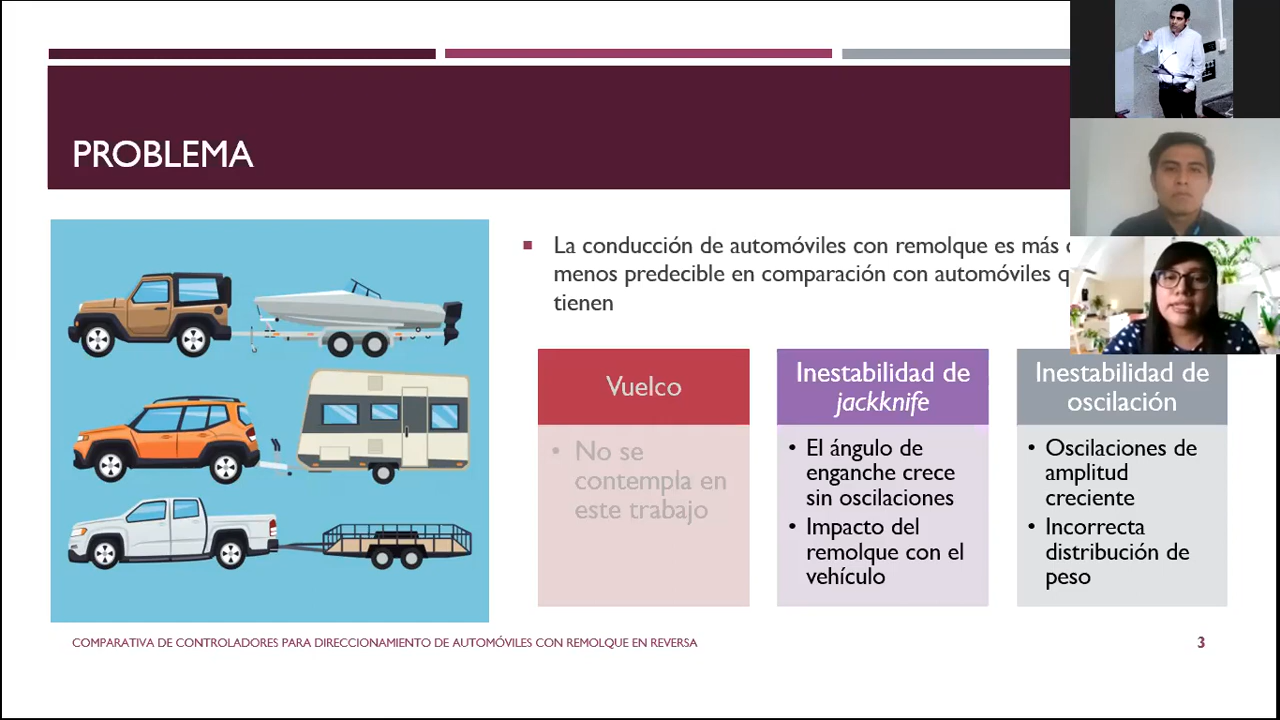 PROBLEMA
La conducción de automóviles con remolque es más
menos predecible en comparación con automóviles
tienen
Vuelco
• No se
contempla en
este trabajo
Inestabilidad de
jackknife
• El ángulo de
enganche crece
sin oscilaciones
• Impacto del
remolque con el
vehículo
Inestabilidad de
oscilación
• Oscilaciones de
amplitud
creciente
• Incorrecta
distribución de
peso
COMPARATIVA DE CONTROLADORES PARA DIRECCIONAMIENTO DE AUTOMÓVILES CON REMOLQUE EN REVERSA
3